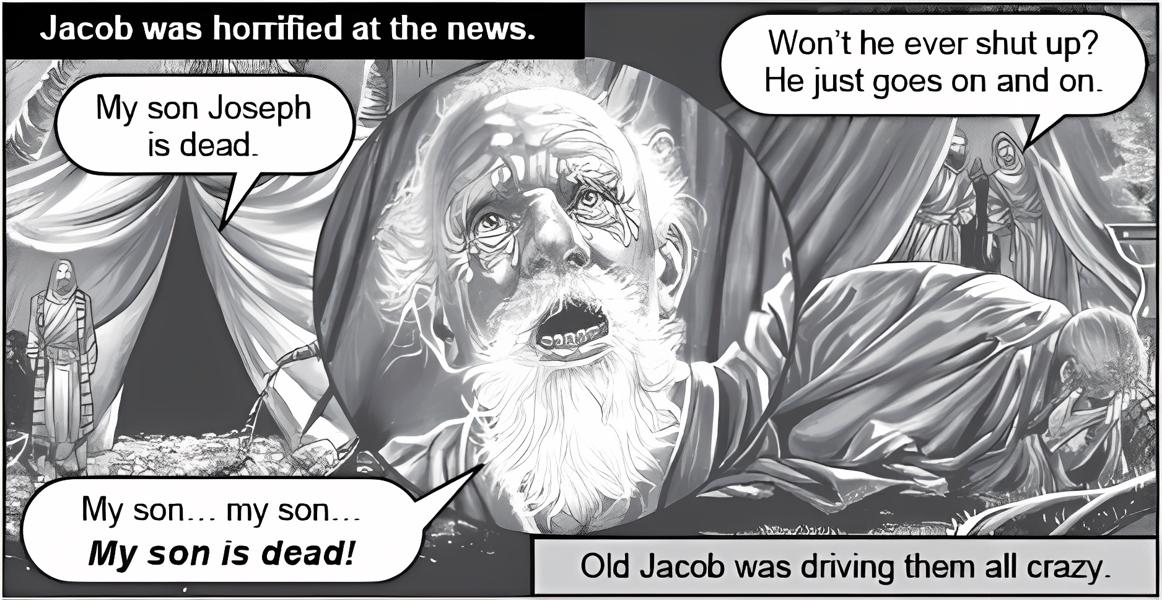 Jacob was horrified at the news.
My son Joseph
is dead.
Won't he ever shut up?
He just goes on and on.
My son... my son...
My son is dead!
Old Jacob was driving them all crazy.